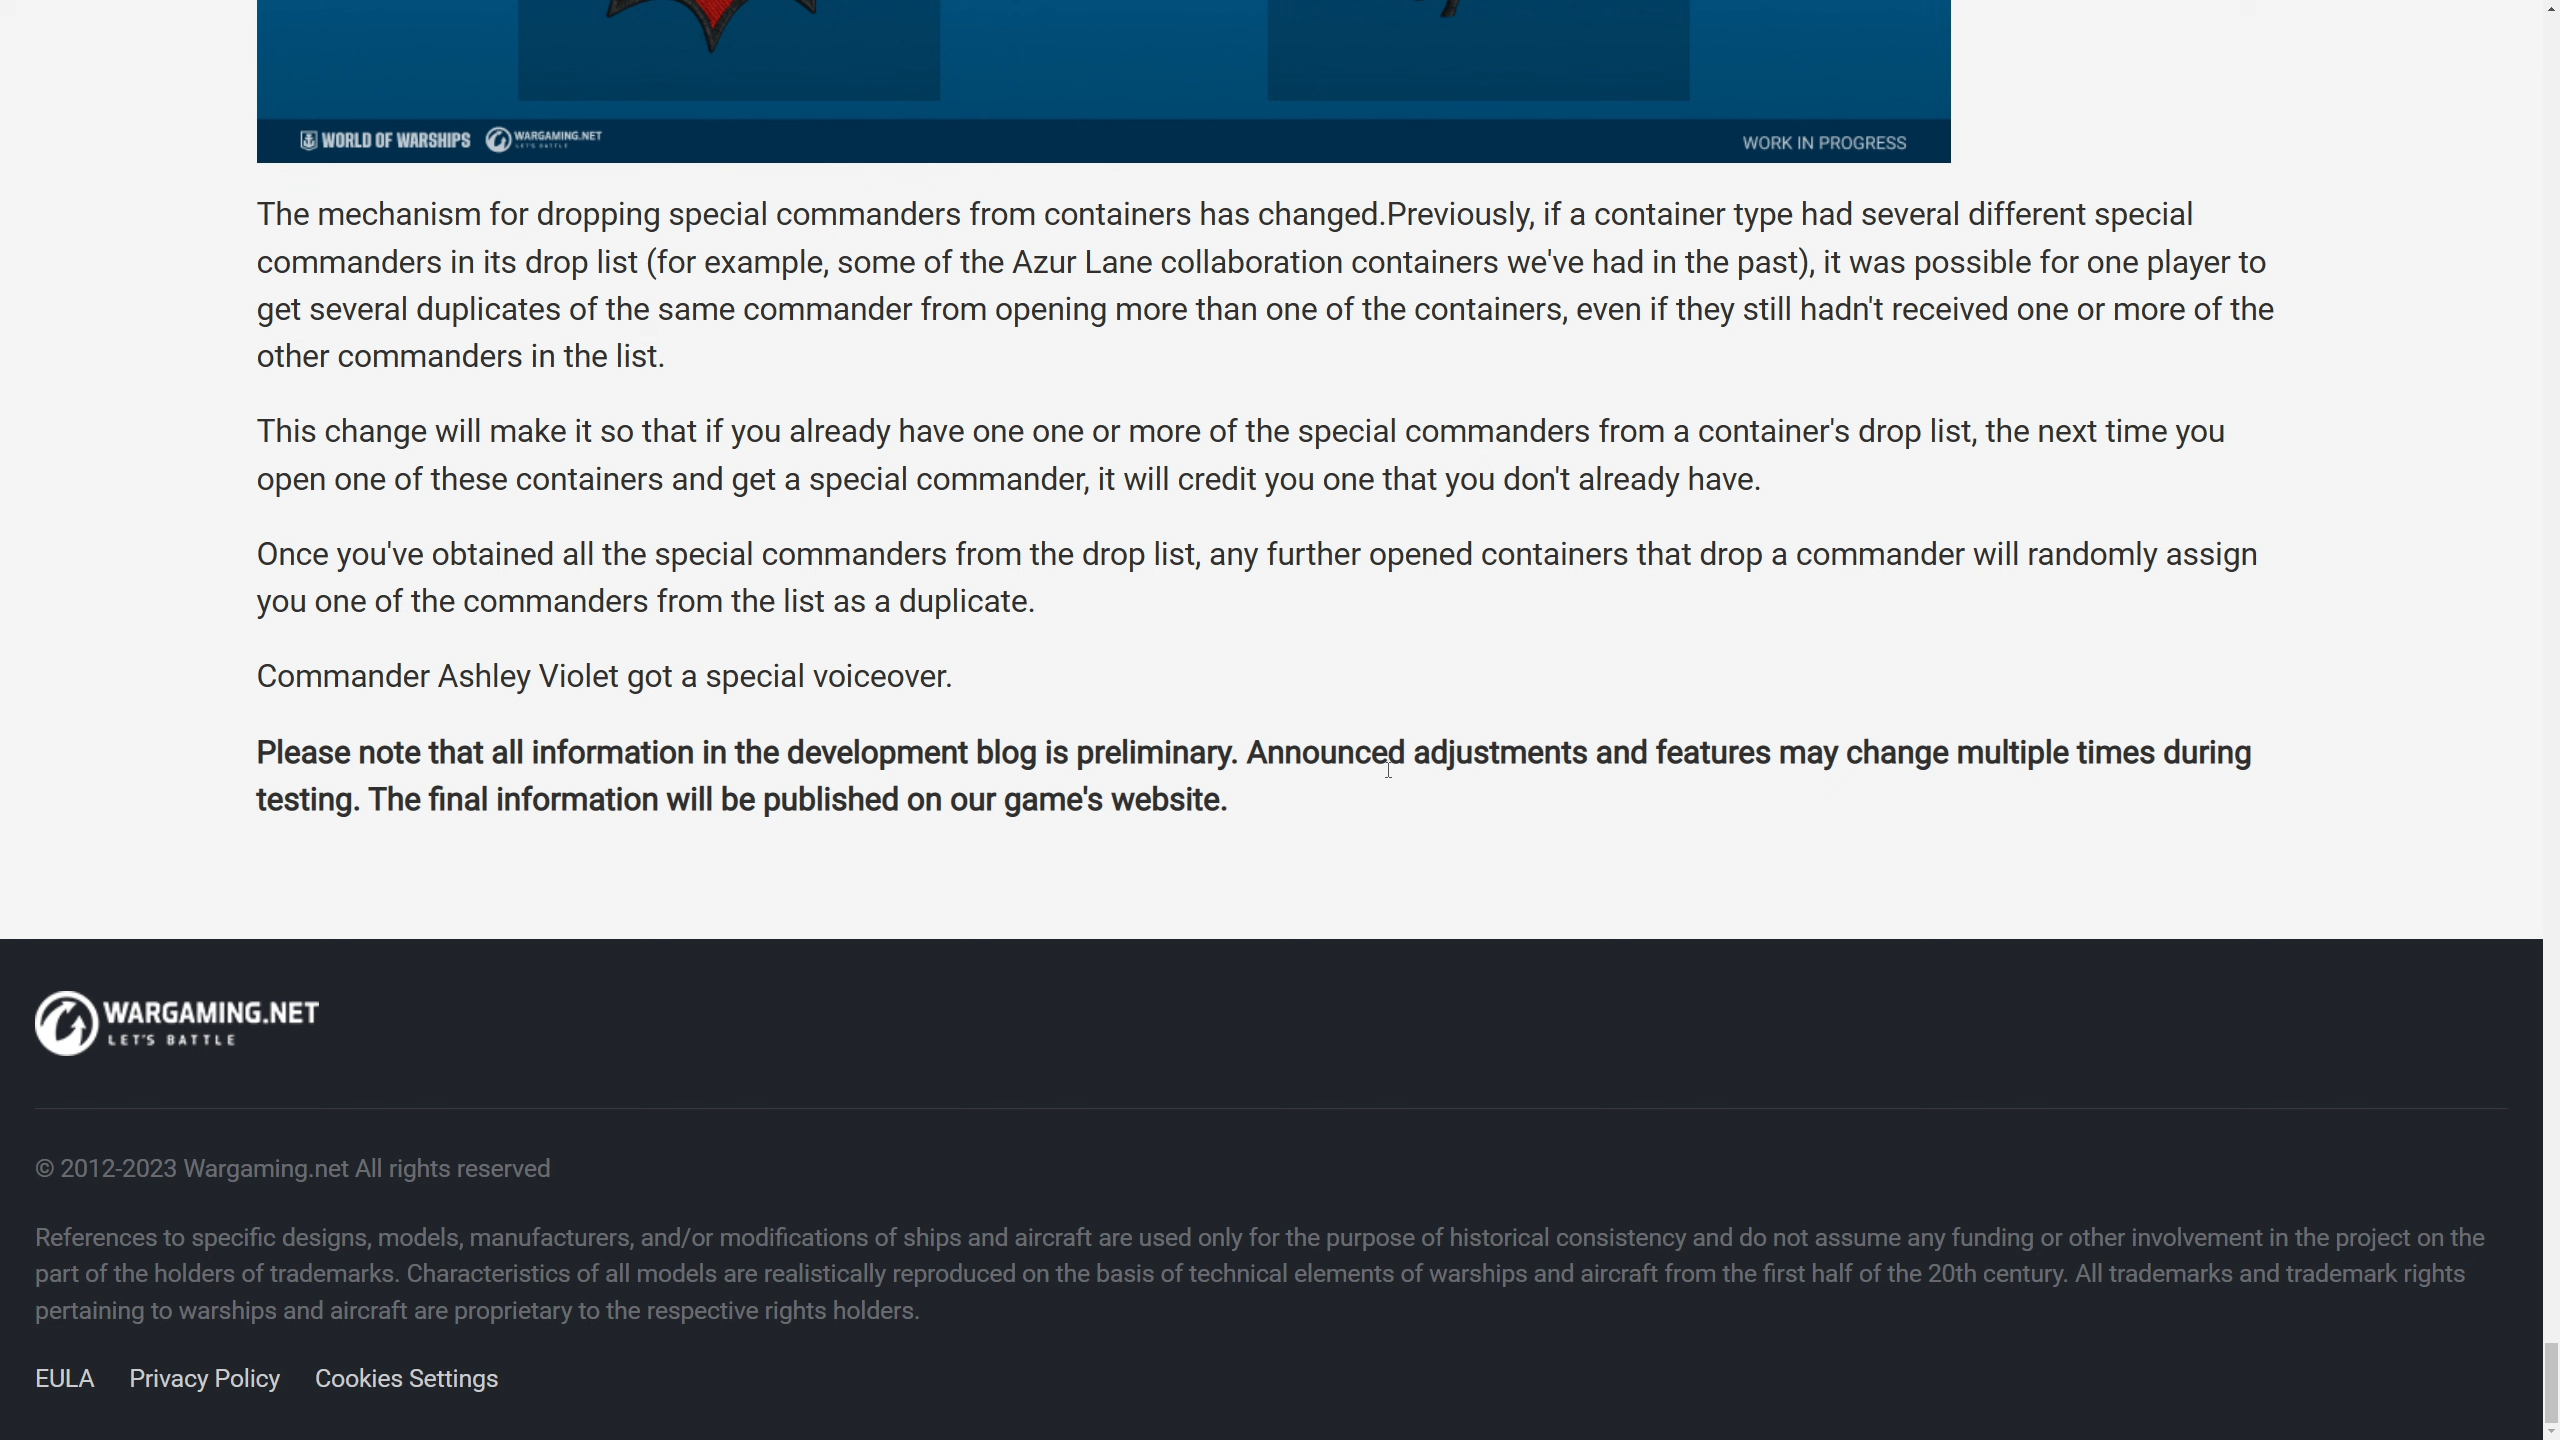 WORLD OF WARSHIPS WARGAMING.NET
LET'S BATTLE
WORK IN PROGRESS
The mechanism for dropping special commanders from containers has changed.Previously, if a container type had several different special
commanders in its drop list (for example, some of the Azur Lane collaboration containers we've had in the past), it was possible for one player to
get several duplicates of the same commander from opening more than one of the containers, even if they still hadn't received one or more of the
other commanders in the list.
This change will make it so that if you already have one one or more of the special commanders from a container's drop list, the next time you
open one of these containers and get a special commander, it will credit you one that you don't already have.
Once you've obtained all the special commanders from the drop list, any further opened containers that drop a commander will randomly assign
you one of the commanders from the list as a duplicate.
Commander Ashley Violet got a special voiceover.
Please note that all information in the development blog is preliminary. Announced adjustments and features may change multiple times during
testing. The final information will be published on our game's website.
WARGAMING.NET
LET'S BATTLE
© 2012-2023 Wargaming.net All rights reserved
References to specific designs, models, manufacturers, and/or modifications of ships and aircraft are used only for the purpose of historical consistency and do not assume any funding or other involvement in the project on the
part of the holders of trademarks. Characteristics of all models are realistically reproduced on the basis of technical elements of warships and aircraft from the first half of the 20th century. All trademarks and trademark rights
pertaining to warships and aircraft are proprietary to the respective rights holders.
EULA Privacy Policy Cookies Settings